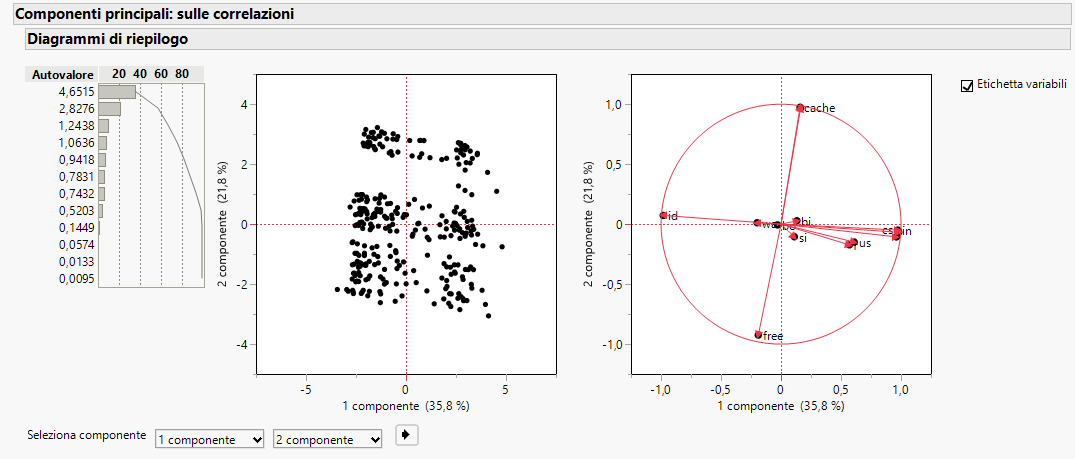 Componenti principali: sulle correlazioni
Diagrammi di riepilogo
Autovalore 20 40 60 80
4,6515
2,8276
1,2438
1,0636
0,9418
0,7831
0,7432
0,5203
0,1449
0,0574
0,0133
0,0095
2 componente (21,8 %)
4
2
0
-2
-4
-5 0 5
1 componente (35,8 %)
2 componente (21,8 %)
1,0
0,5
0
-0,5
-1,0
cache
id
bi
si
us
in
free
-1,0 -0,5 0 0,5 1,0
1 componente (35,8 %)
Etichetta variabili
Seleziona componente 1 componente 2 componente